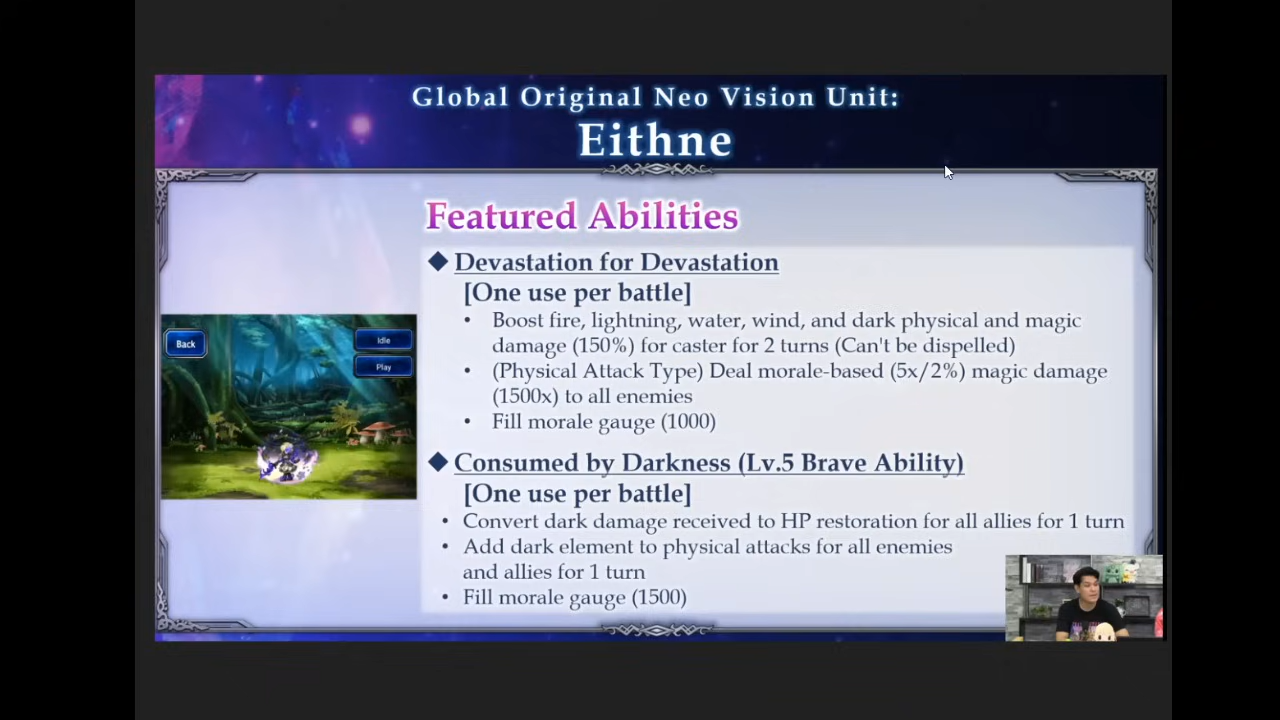 Global Original Neo Vision Unit:
Eithne
Featured Abilities
Devastation for Devastation
[One use per battle]
• Boost fire, lightning, water, wind, and dark physical and magic
damage (150%) for caster for 2 turns (Can't be dispelled)
• (Physical Attack Type) Deal morale-based (5x/2%) magic damage
(1500x) to all enemies
• Fill morale gauge (1000)
Consumed by Darkness (Lv.5 Brave Ability)
[One use per battle]
• Convert dark damage received to HP restoration for all allies for 1 turn
• Add dark element to physical attacks for all enemies
and allies for 1 turn
• Fill morale gauge (1500)
Back
Idle
Play